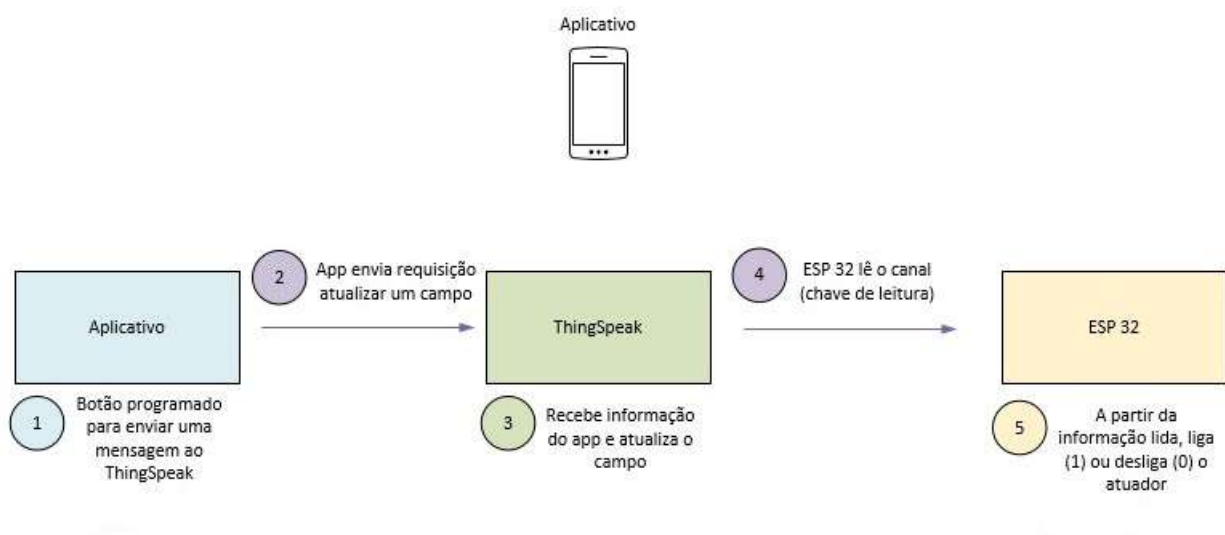 Aplicativo
2
App envia requisição
atualizar um campo
4
ESP 32 lê o canal
(chave de leitura)
Aplicativo
ThingSpeak
ESP 32
1
Botão programado
para enviar uma
mensagem ao
ThingSpeak
3
Recebe informação
do app e atualiza o
campo
5
A partir da
informação lida, liga
(1) ou desliga (0) o
atuador